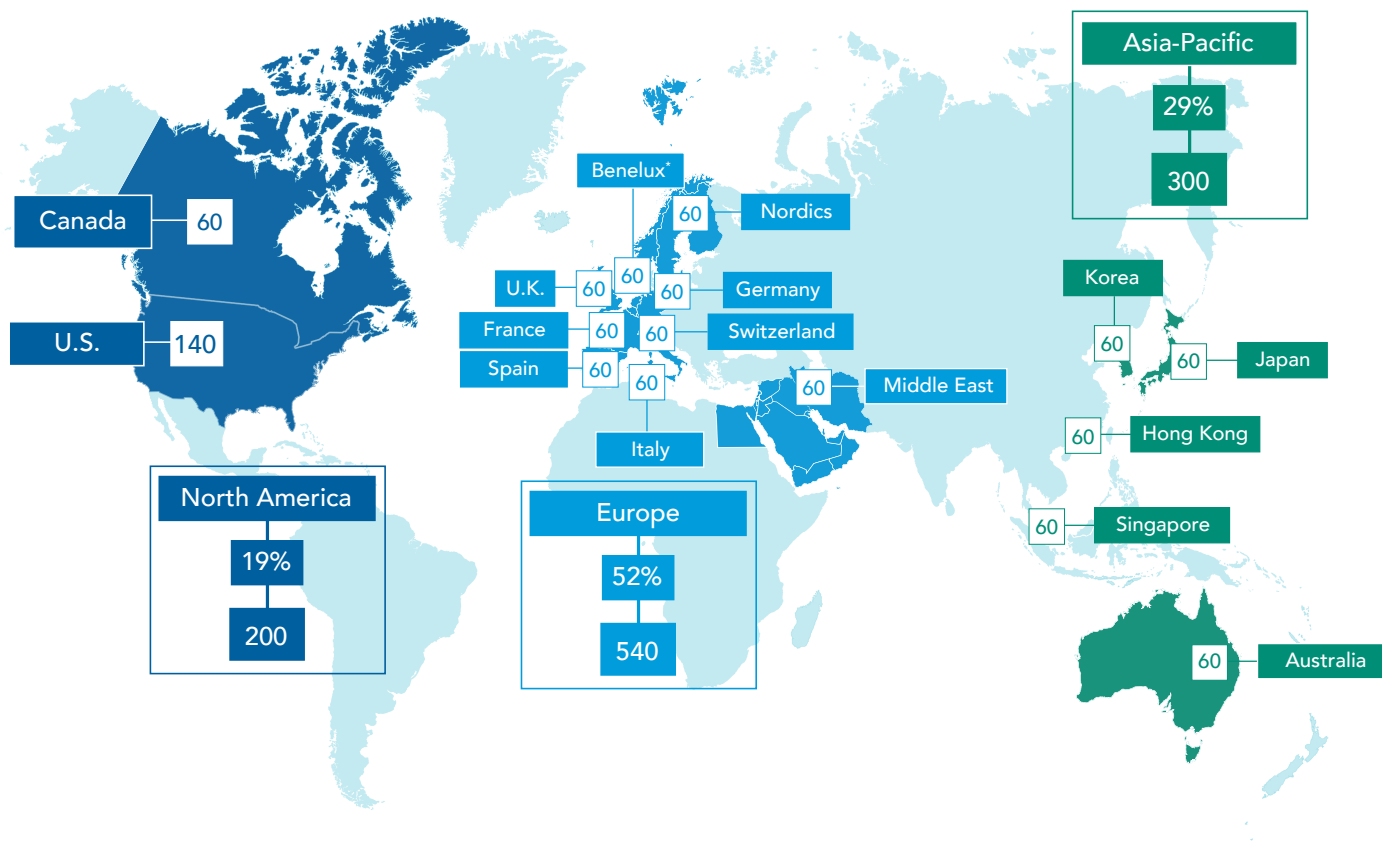 Asia-Pacific
29%
300
Benelux*
60
Nordics
60
Canada
60
U.K.
60
Germany
60
Korea
60
U.S.
140
France
60
Switzerland
60
Japan
60
Spain
60
Italy
60
Middle East
60
Hong Kong
60
North America
19%
200
Europe
52%
540
Singapore
60
Australia
60